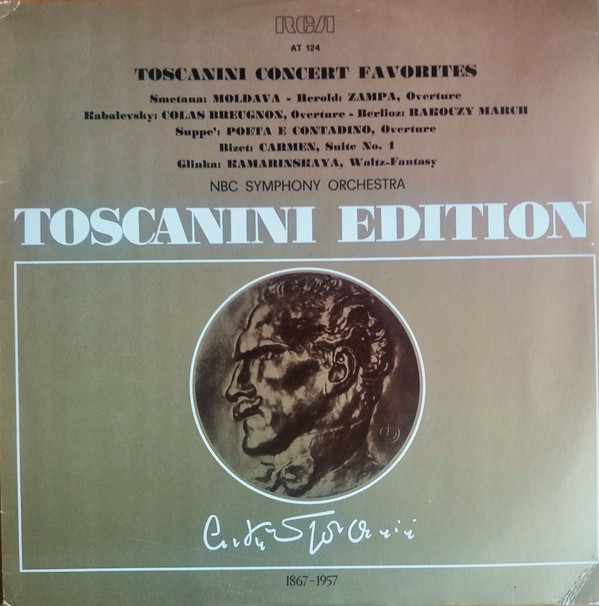 RCA
AT 124
TOSCANINI CONCERT FAVORITES
Smetana: MOLDAVA - Herold: ZAMPA, Overture
Kabalevsky: COLAS BREUGNON, Overture - Berlioz: RAKOCZY MARCH
Suppe': POETA E CONTADINO, Overture
Bizet: CARMEN, Suite No. 1
Glinka: KAMARINSKAYA, Waltz-Fantasy
NBC SYMPHONY ORCHESTRA
TOSCANINI EDITION
Arturo Toscanini
1867-1957